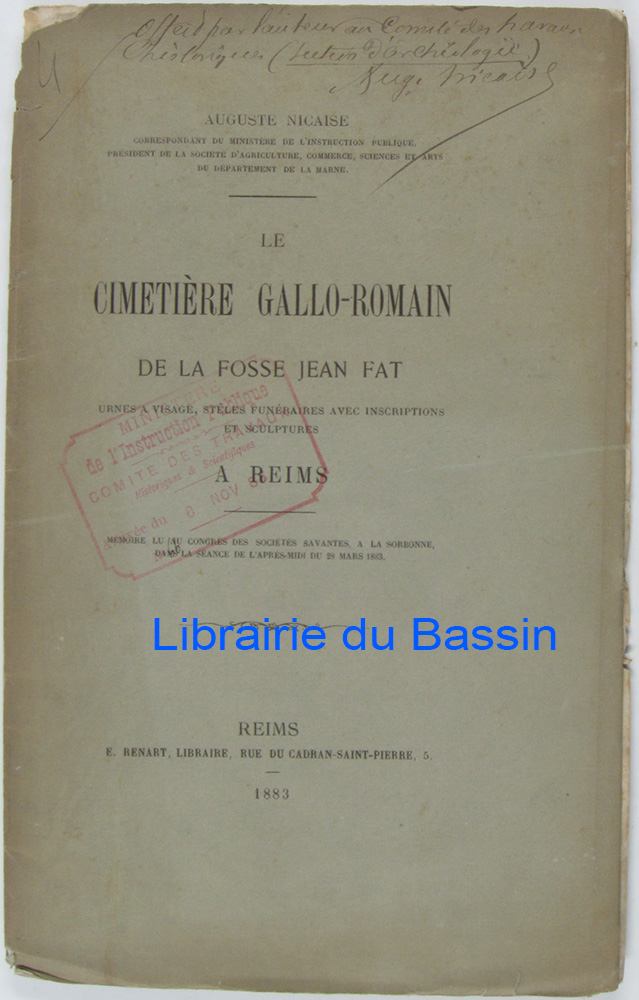 Offert par l'auteur au Comité des travaux
historiques (section d'archéologie)
Aug. Nicaise
AUGUSTE NICAISE
CORRESPONDANT DU MINISTERE DE L'INSTRUCTION PUBLIQUE,
PRÉSIDENT DE LA SOCIÉTÉ D'AGRICULTURE, COMMERCE, SCIENCES ET ARTS
DU DÉPARTEMENT DE LA MARNE.
LE
CIMETIÈRE GALLO-ROMAIN
DE LA FOSSE JEAN FAT
URNES A VISAGE, STÈLES FUNÉRAIRES AVEC INSCRIPTIONS
ET SCULPTURES
A REIMS
MINISTÈRE
de l'Instruction Publique
COMITÉ DES TRAVAUX
Historiques & Scientifiques
6 NOV
MÉMOIRE LU AU CONGRÈS DES SOCIÉTÉS SAVANTES, A LA SORBONNE,
DANS LA SÉANCE DE L'APRÈS-MIDI DU 28 MARS 1883.
Librairie du Bassin
REIMS
E. RENART, LIBRAIRE, RUE DU CADRAN-SAINT-PIERRE, 5.
1883